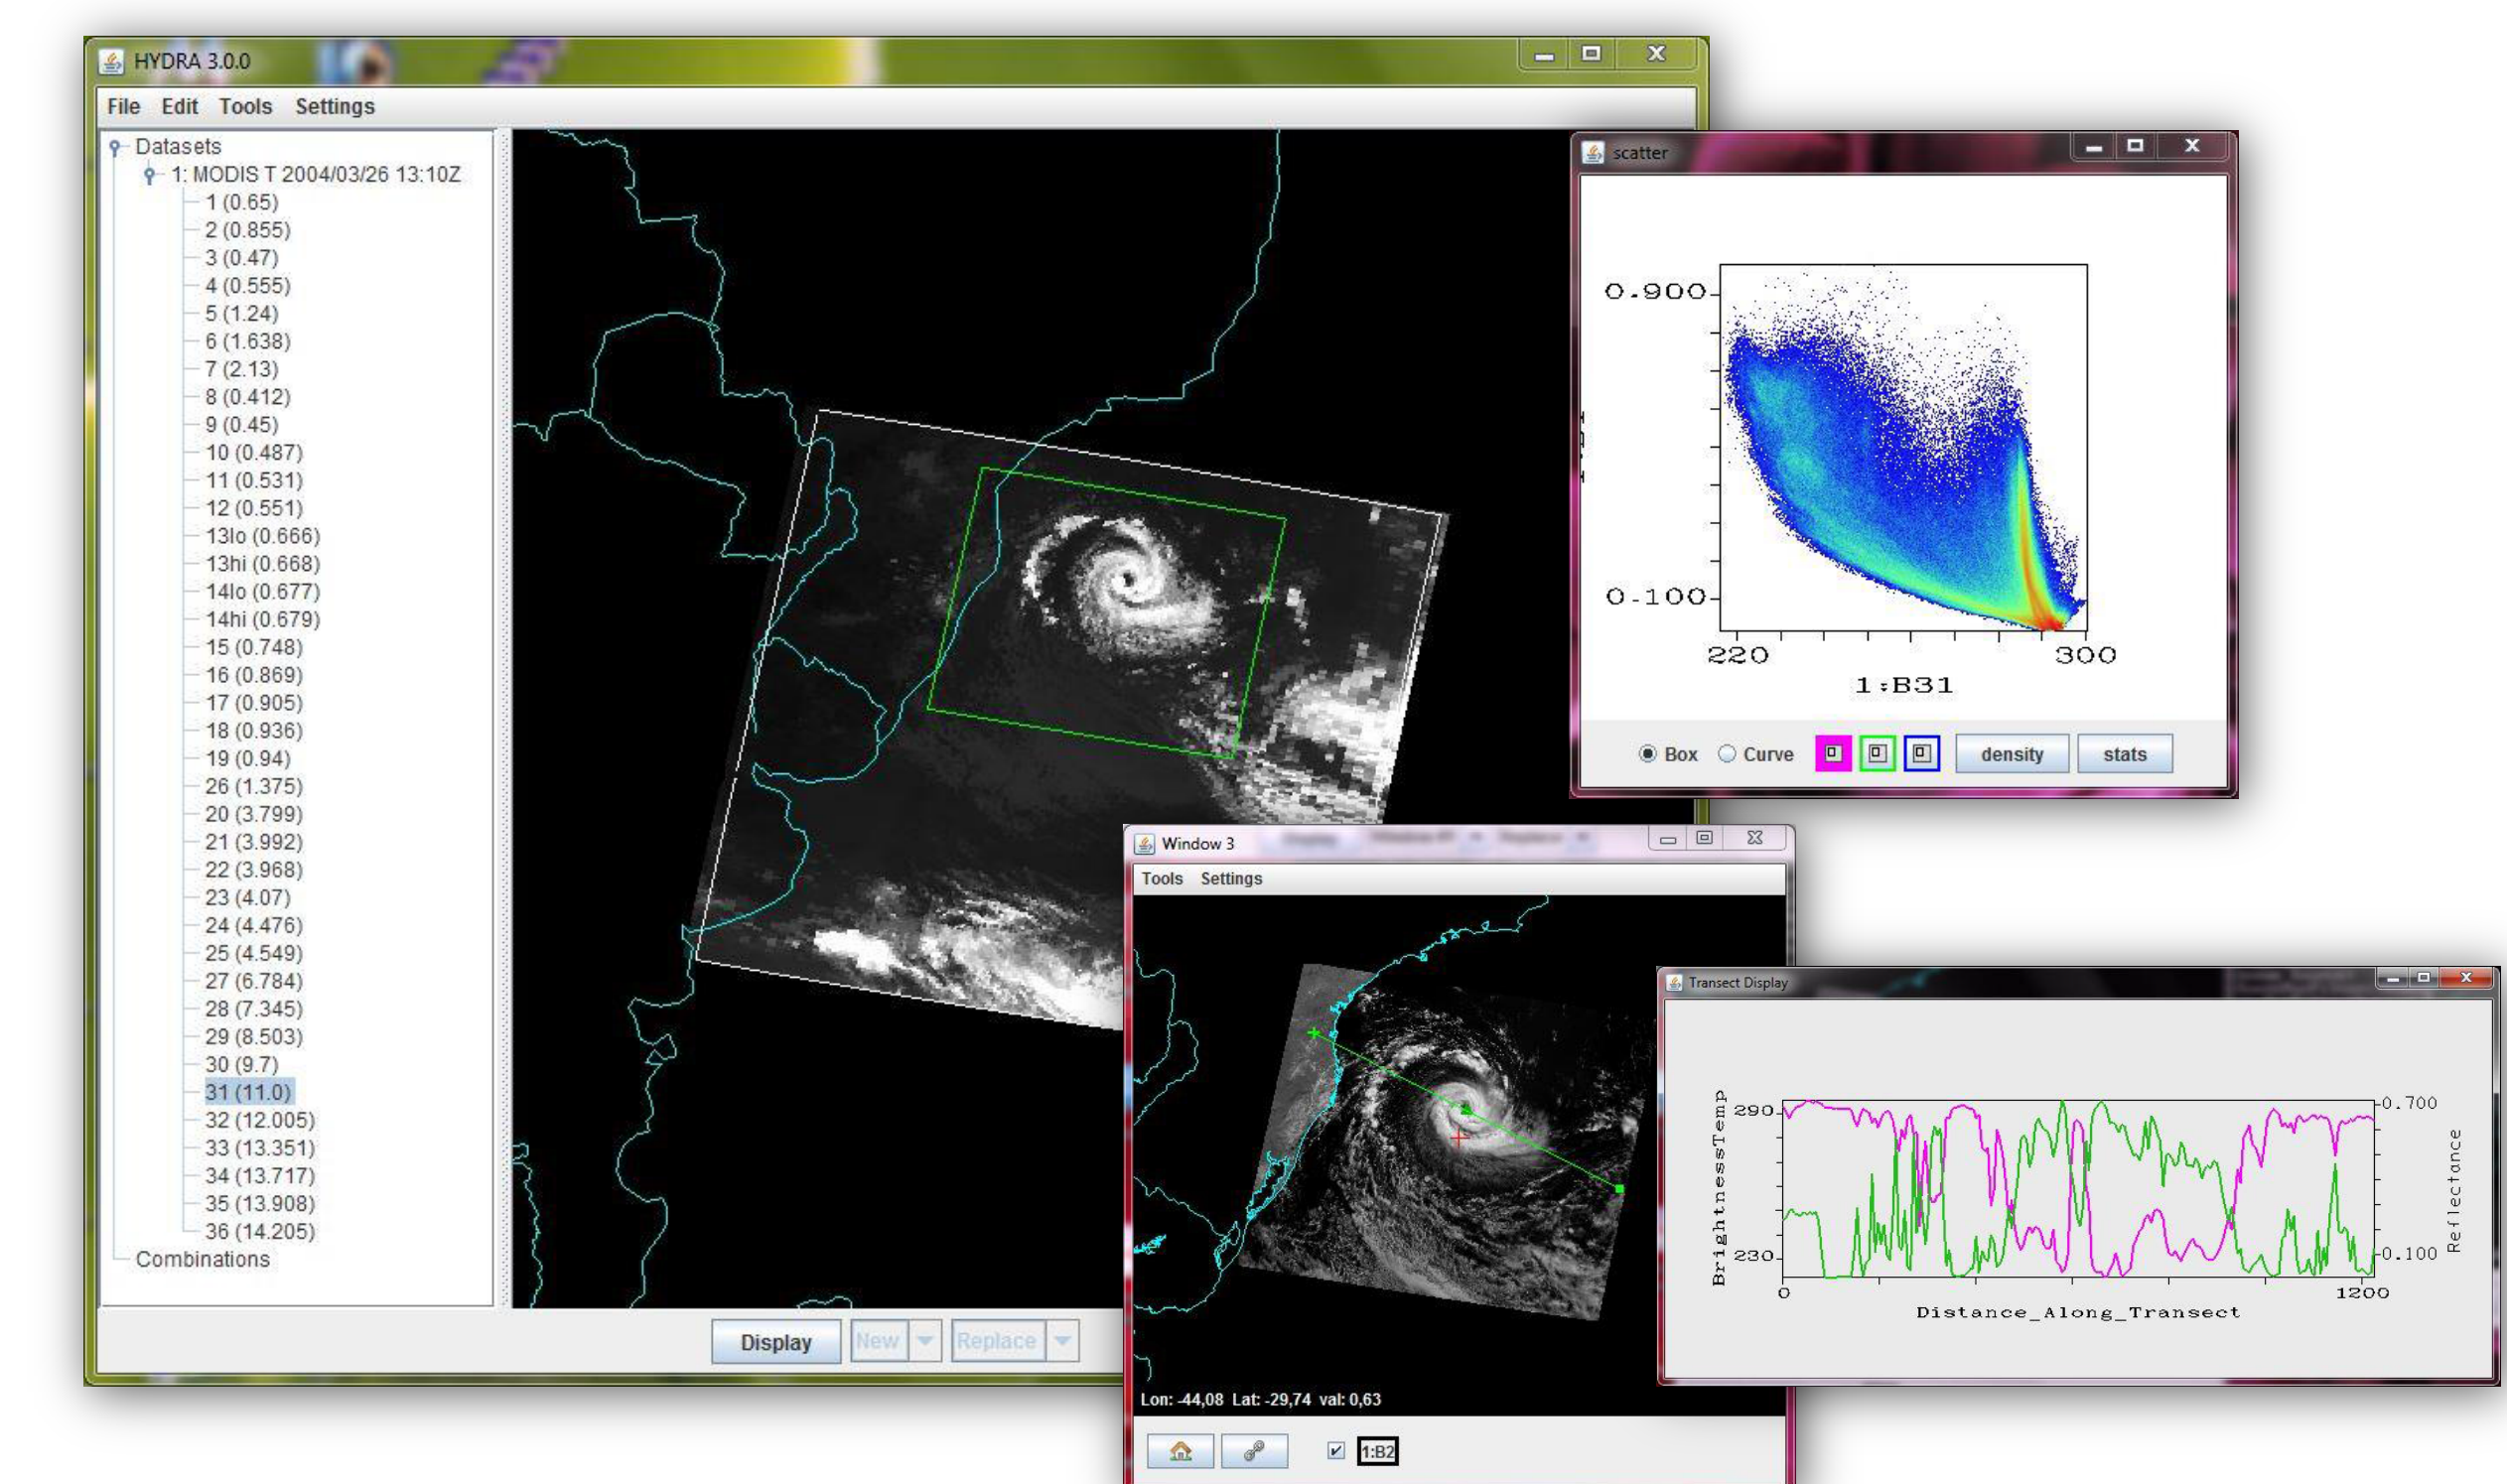 HYDRA 3.0.0
File Edit Tools Settings
Datasets
1: MODIS T 2004/03/26 13:10Z
1 (0.65)
2 (0.855)
3 (0.47)
4 (0.555)
5 (1.24)
6 (1.638)
7 (2.13)
8 (0.412)
9 (0.45)
10 (0.487)
11 (0.531)
12 (0.551)
13lo (0.666)
13hi (0.668)
14lo (0.677)
14hi (0.679)
15 (0.748)
16 (0.869)
17 (0.905)
18 (0.936)
19 (0.94)
26 (1.375)
20 (3.799)
21 (3.992)
22 (3.968)
23 (4.07)
24 (4.476)
25 (4.549)
27 (6.784)
28 (7.345)
29 (8.503)
30 (9.7)
31 (11.0)
32 (12.005)
33 (13.351)
34 (13.717)
35 (13.908)
36 (14.205)
Combinations
Display New Replace
scatter
0.900
0.100
220 300
1:B31
Box Curve density stats
Window 3
Tools Settings
Lon: -44,08 Lat: -29,74 val: 0,63
1:B2
Transect Display
BrightnessTemp
290
230
0.700
0.100
Reflectance
0 1200
Distance_Along_Transect